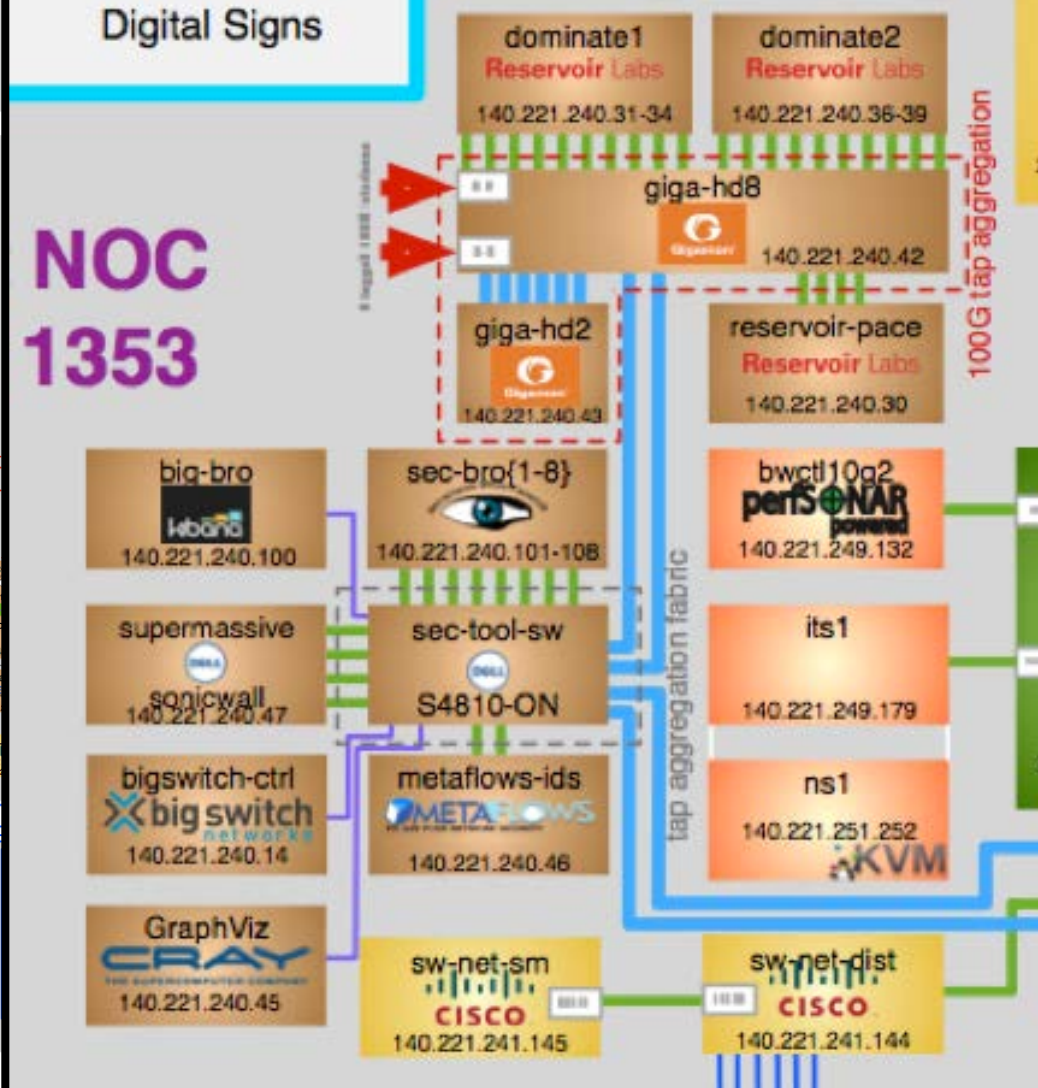 Digital Signs
dominate1
Reservoir Labs
140.221.240.31-34
dominate2
Reservoir Labs
140.221.240.36-39
100G tap aggregation
giga-hd8
140.221.240.42
NOC
1353
giga-hd2
140.221.240.43
reservoir-pace
Reservoir Labs
140.221.240.30
big-bro
kibana
140.221.240.100
sec-bro{1-8}
140.221.240.101-108
bwctl10g2
perfSONAR
powered
140.221.249.132
tap aggregation fabric
supermassive
DELL
sonicwall
140.221.240.47
sec-tool-sw
DELL
S4810-ON
its1
140.221.249.179
bigswitch-ctrl
big switch
networks
140.221.240.14
metaflows-ids
METAFLOWS
140.221.240.46
ns1
140.221.251.252
KVM
GraphViz
CRAY
THE SUPERCOMPUTER COMPANY
140.221.240.45
sw-net-sm
CISCO
140.221.241.145
sw-net-dist
CISCO
140.221.241.144